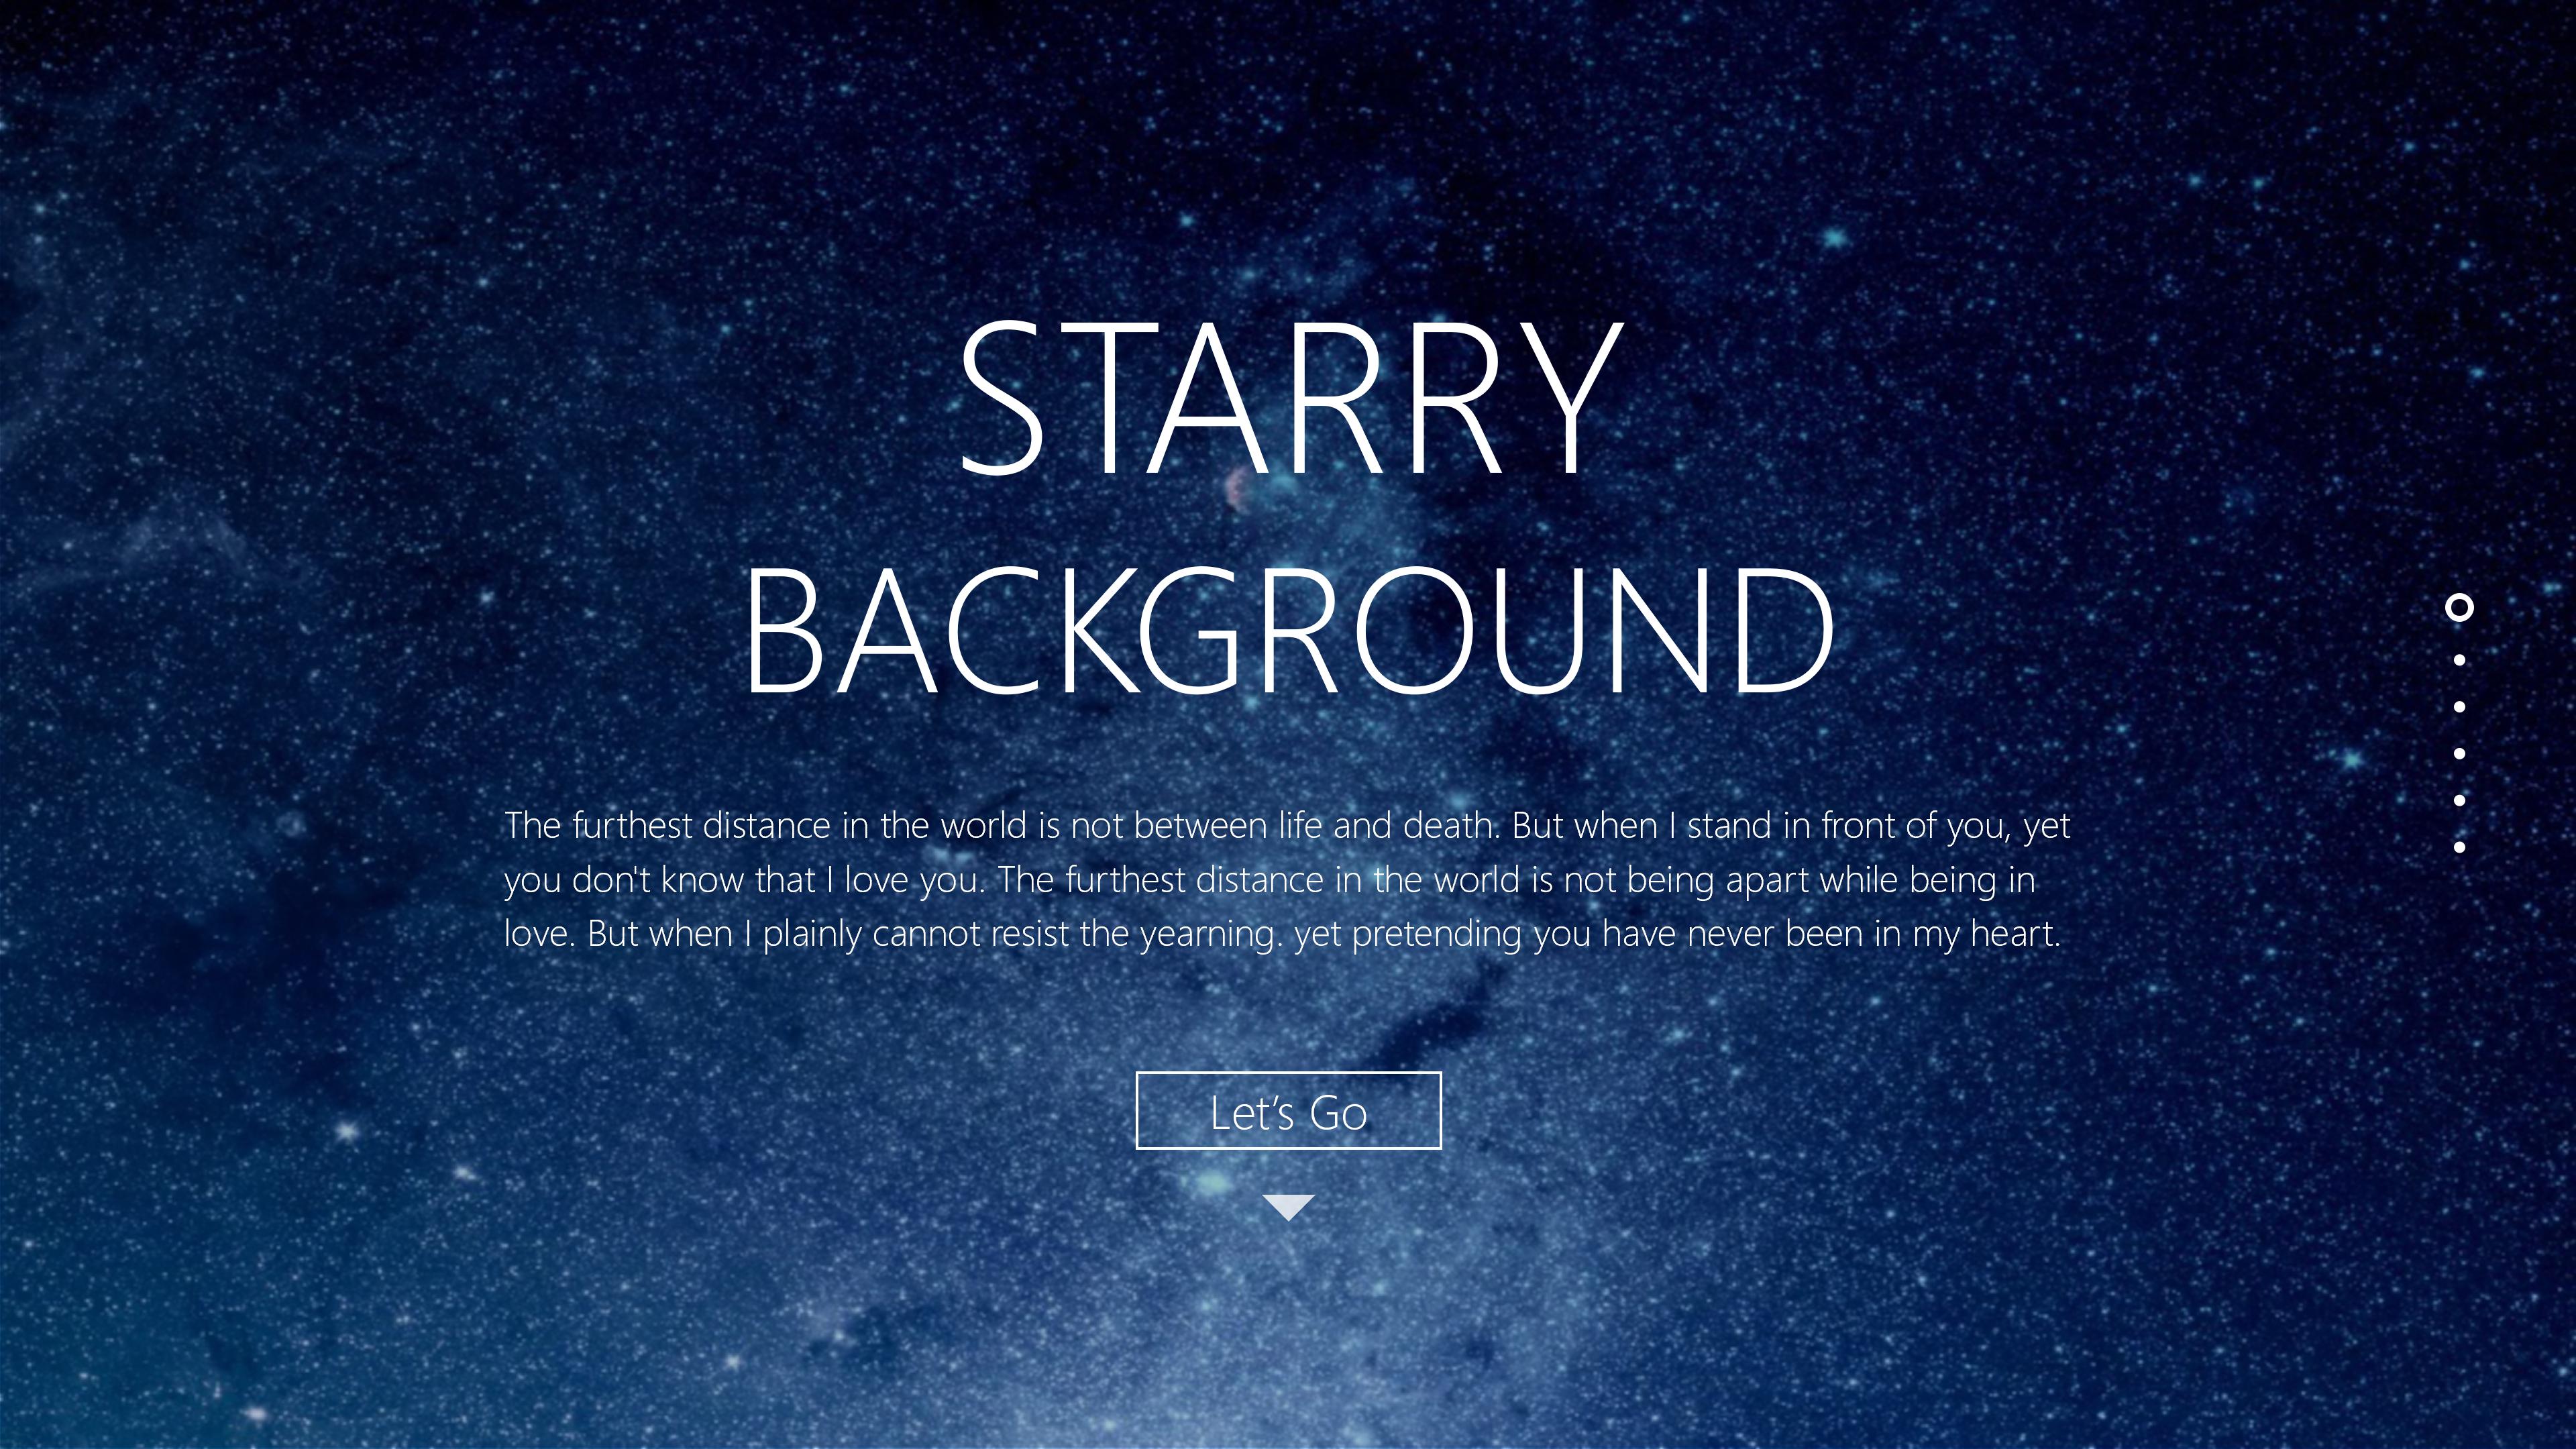 STARRY
BACKGROUND
The furthest distance in the world is not between life and death. But when I stand in front of you, yet
you don't know that I love you. The furthest distance in the world is not being apart while being in
love. But when I plainly cannot resist the yearning. yet pretending you have never been in my heart.
Let’s Go